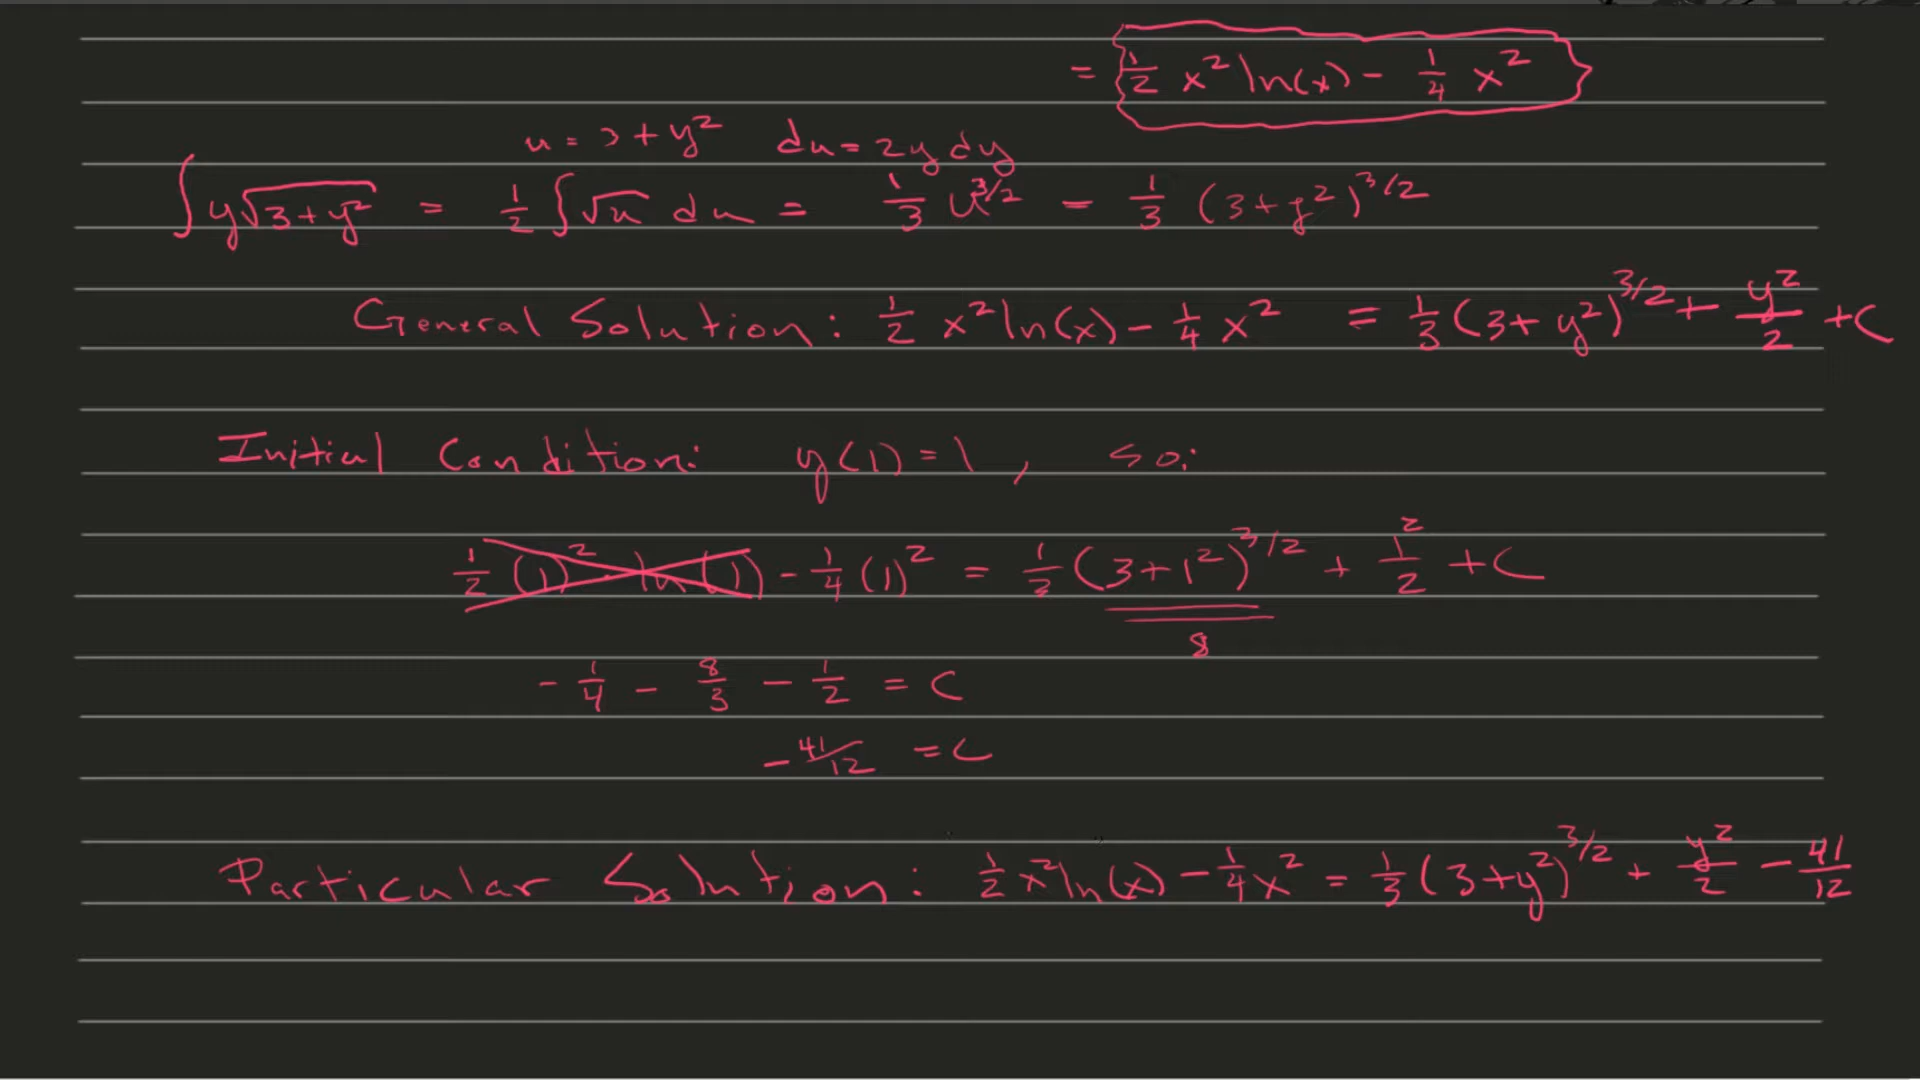 = 1/2 x² ln(x) - 1/4 x²
u = 3 + y² du = 2y dy
∫ y√(3+y²) = 1/2 ∫ √u du = 1/3 u^(3/2) = 1/3 (3+y²)^(3/2)
General Solution: 1/2 x² ln(x) - 1/4 x² = 1/3 (3+y²)^(3/2) + y²/2 + C
Initial Condition: y(1) = 1, so:
1/2 (1)² · ln(1) - 1/4 (1)² = 1/3 (3+1²)^(3/2) + 1²/2 + C
8
- 1/4 - 8/3 - 1/2 = C
- 41/12 = C
Particular Solution: 1/2 x² ln(x) - 1/4 x² = 1/3 (3+y²)^(3/2) + y²/2 - 41/12